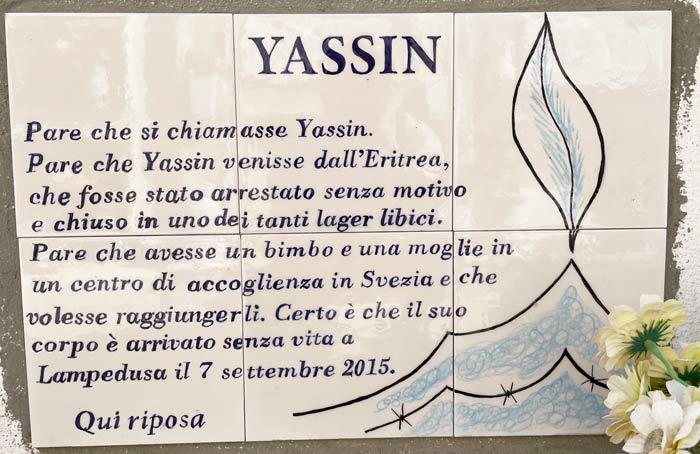 YASSIN
Pare che si chiamasse Yassin.
Pare che Yassin venisse dall'Eritrea,
che fosse stato arrestato senza motivo
e chiuso in uno dei tanti lager libici.
Pare che avesse un bimbo e una moglie in
un centro di accoglienza in Svezia e che
volesse raggiungerli. Certo è che il suo
corpo è arrivato senza vita a
Lampedusa il 7 settembre 2015.
Qui riposa